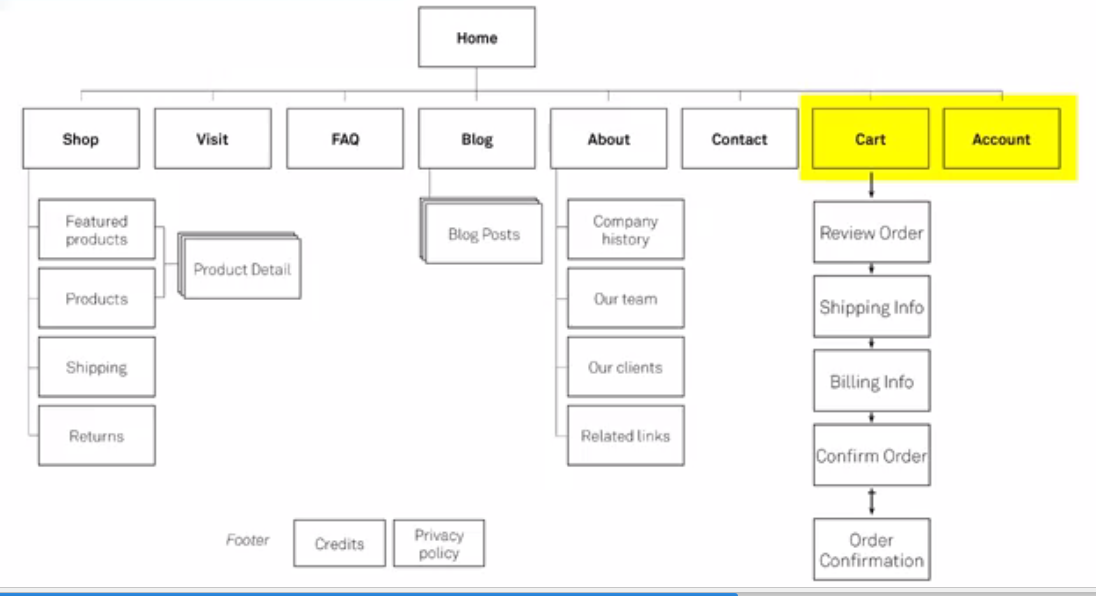 Home
Shop
Visit
FAQ
Blog
About
Contact
Cart
Account
Featured
products
Products
Shipping
Returns
Product Detail
Blog Posts
Company
history
Our team
Our clients
Related links
Review Order
Shipping Info
Billing Info
Confirm Order
Order
Confirmation
Footer
Credits
Privacy
policy